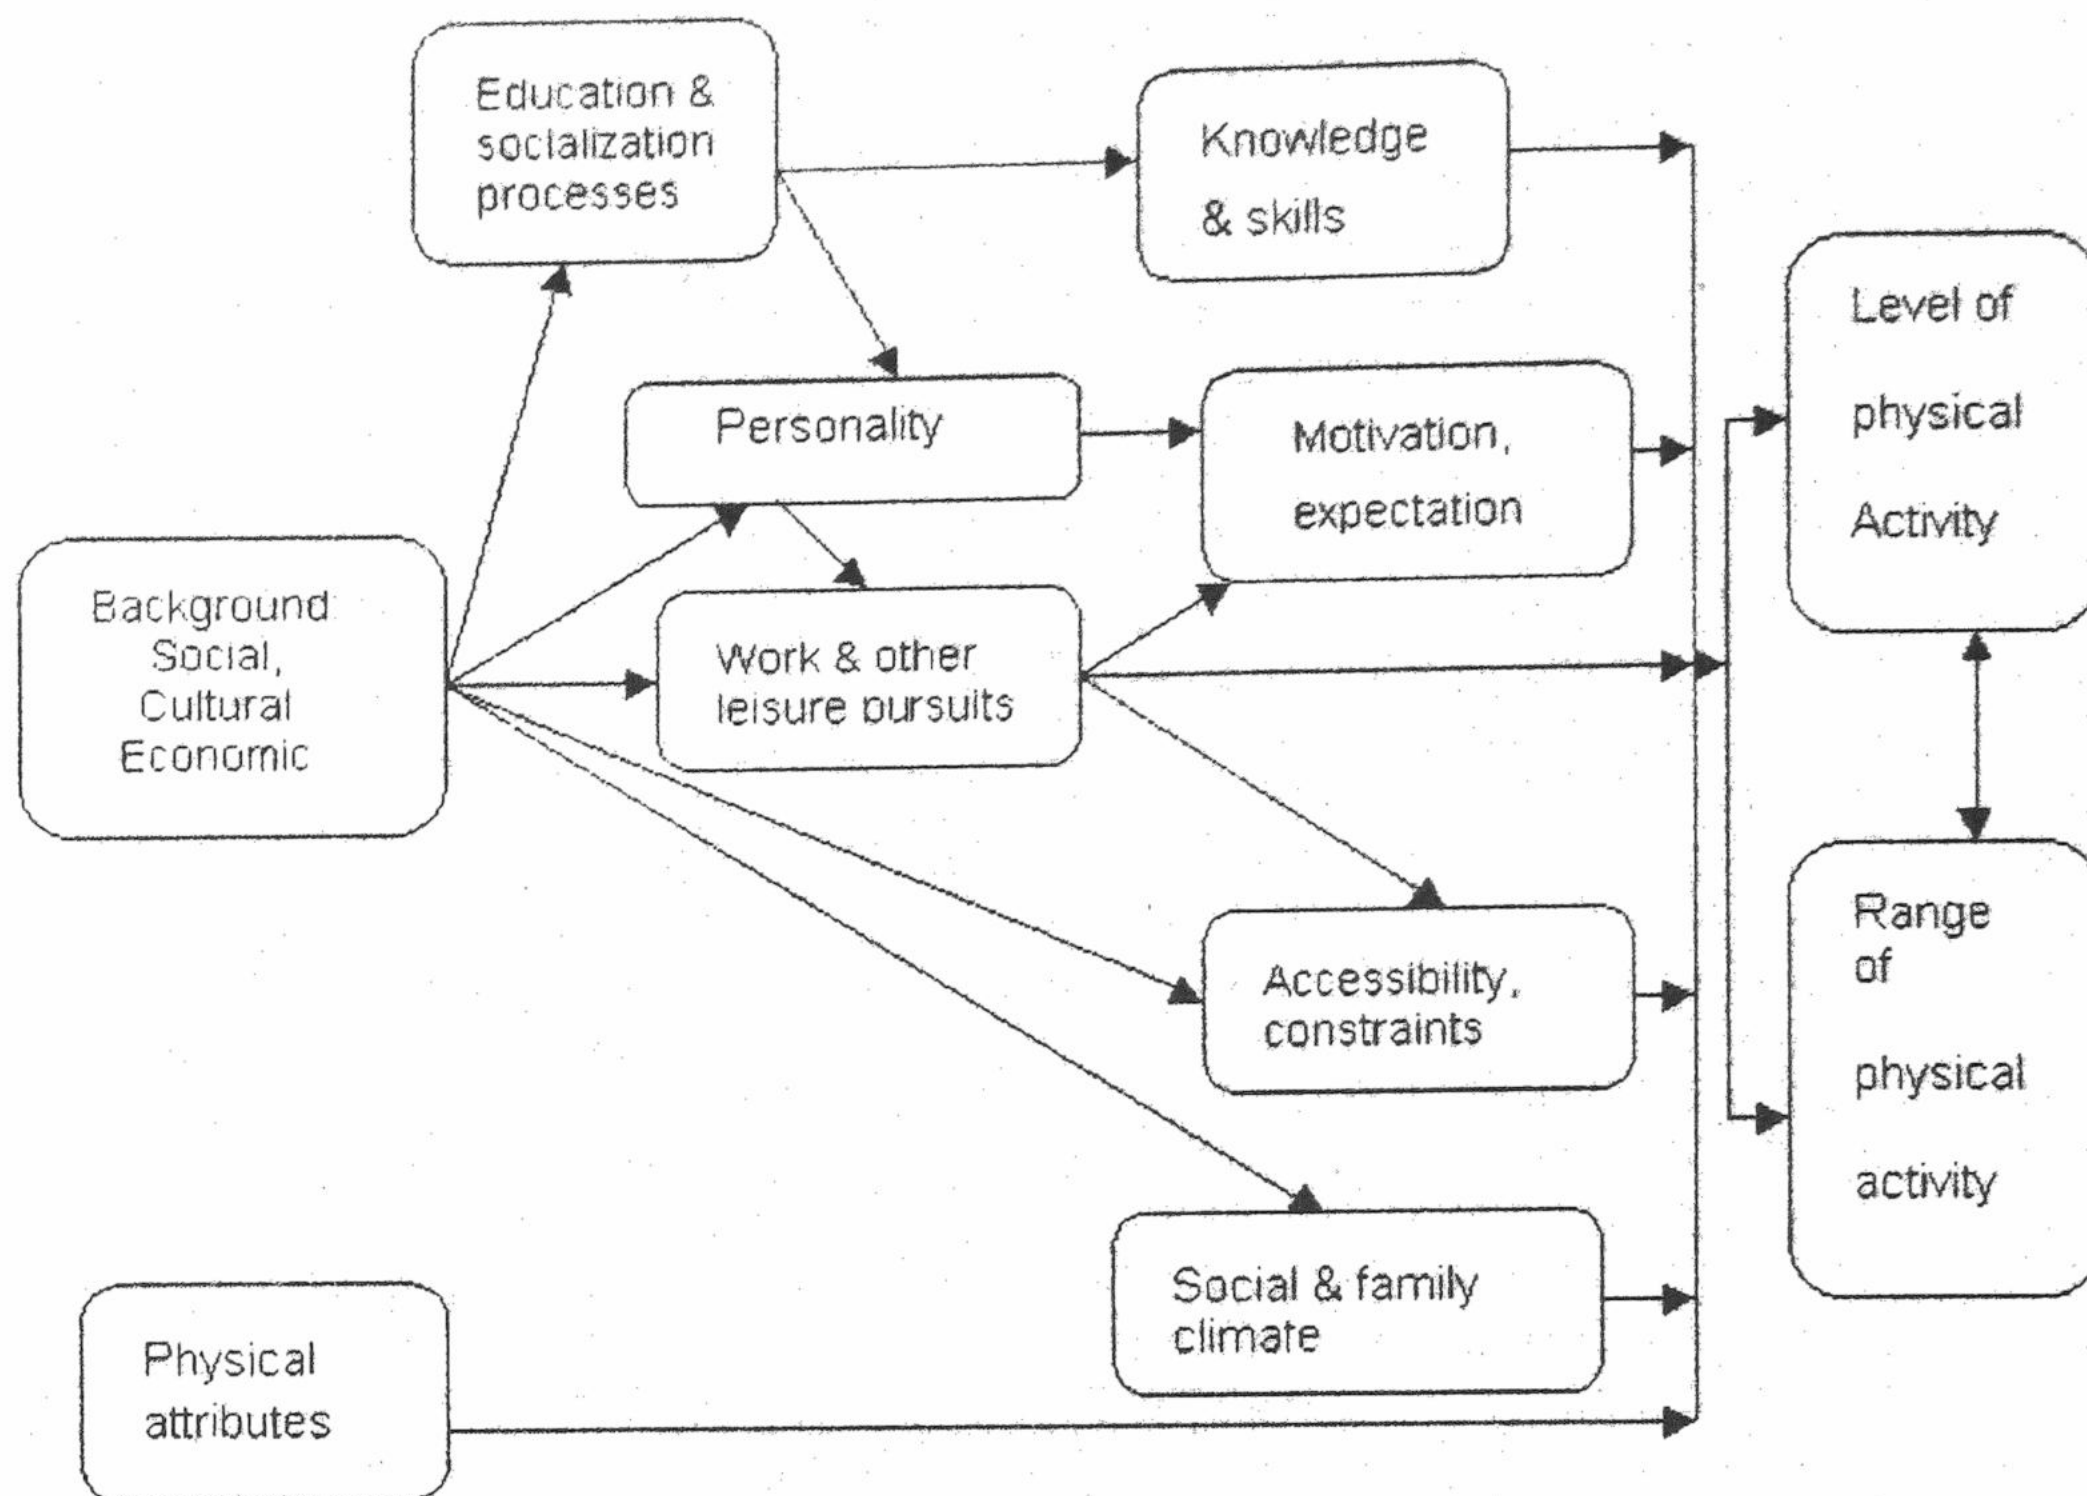 Education &
socialization
processes
Knowledge
& skills
Level of
physical
Activity
Personality
Motivation,
expectation
Background:
Social,
Cultural
Economic
Work & other
leisure pursuits
Range
of
physical
activity
Accessibility,
constraints
Social & family
climate
Physical
attributes